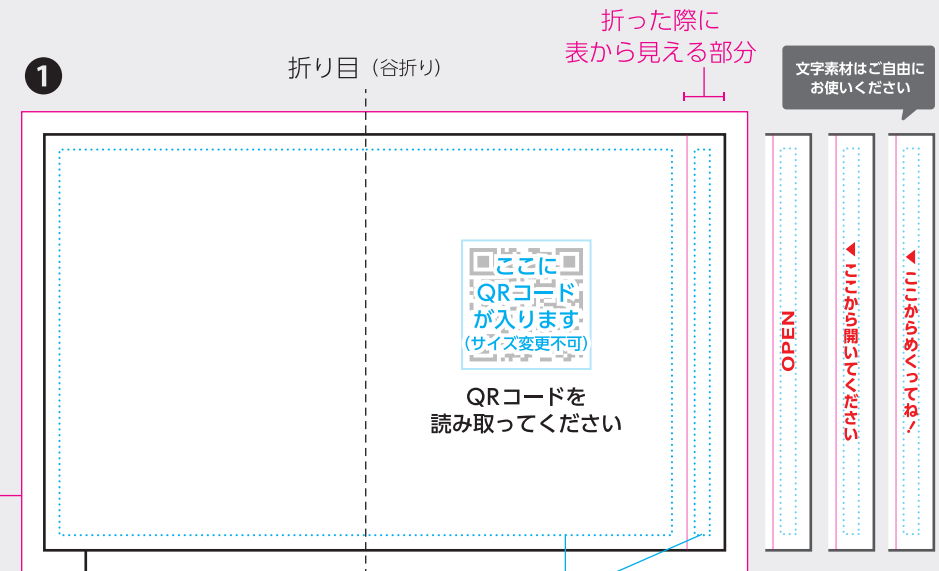 折った際に
表から見える部分
1
折り目（谷折り）
文字素材はご自由に
お使いください
ここに
QRコード
が入ります
（サイズ変更不可）
QRコードを
読み取ってください
OPEN
◀ ここから開いてください
◀ ここからめくってね！